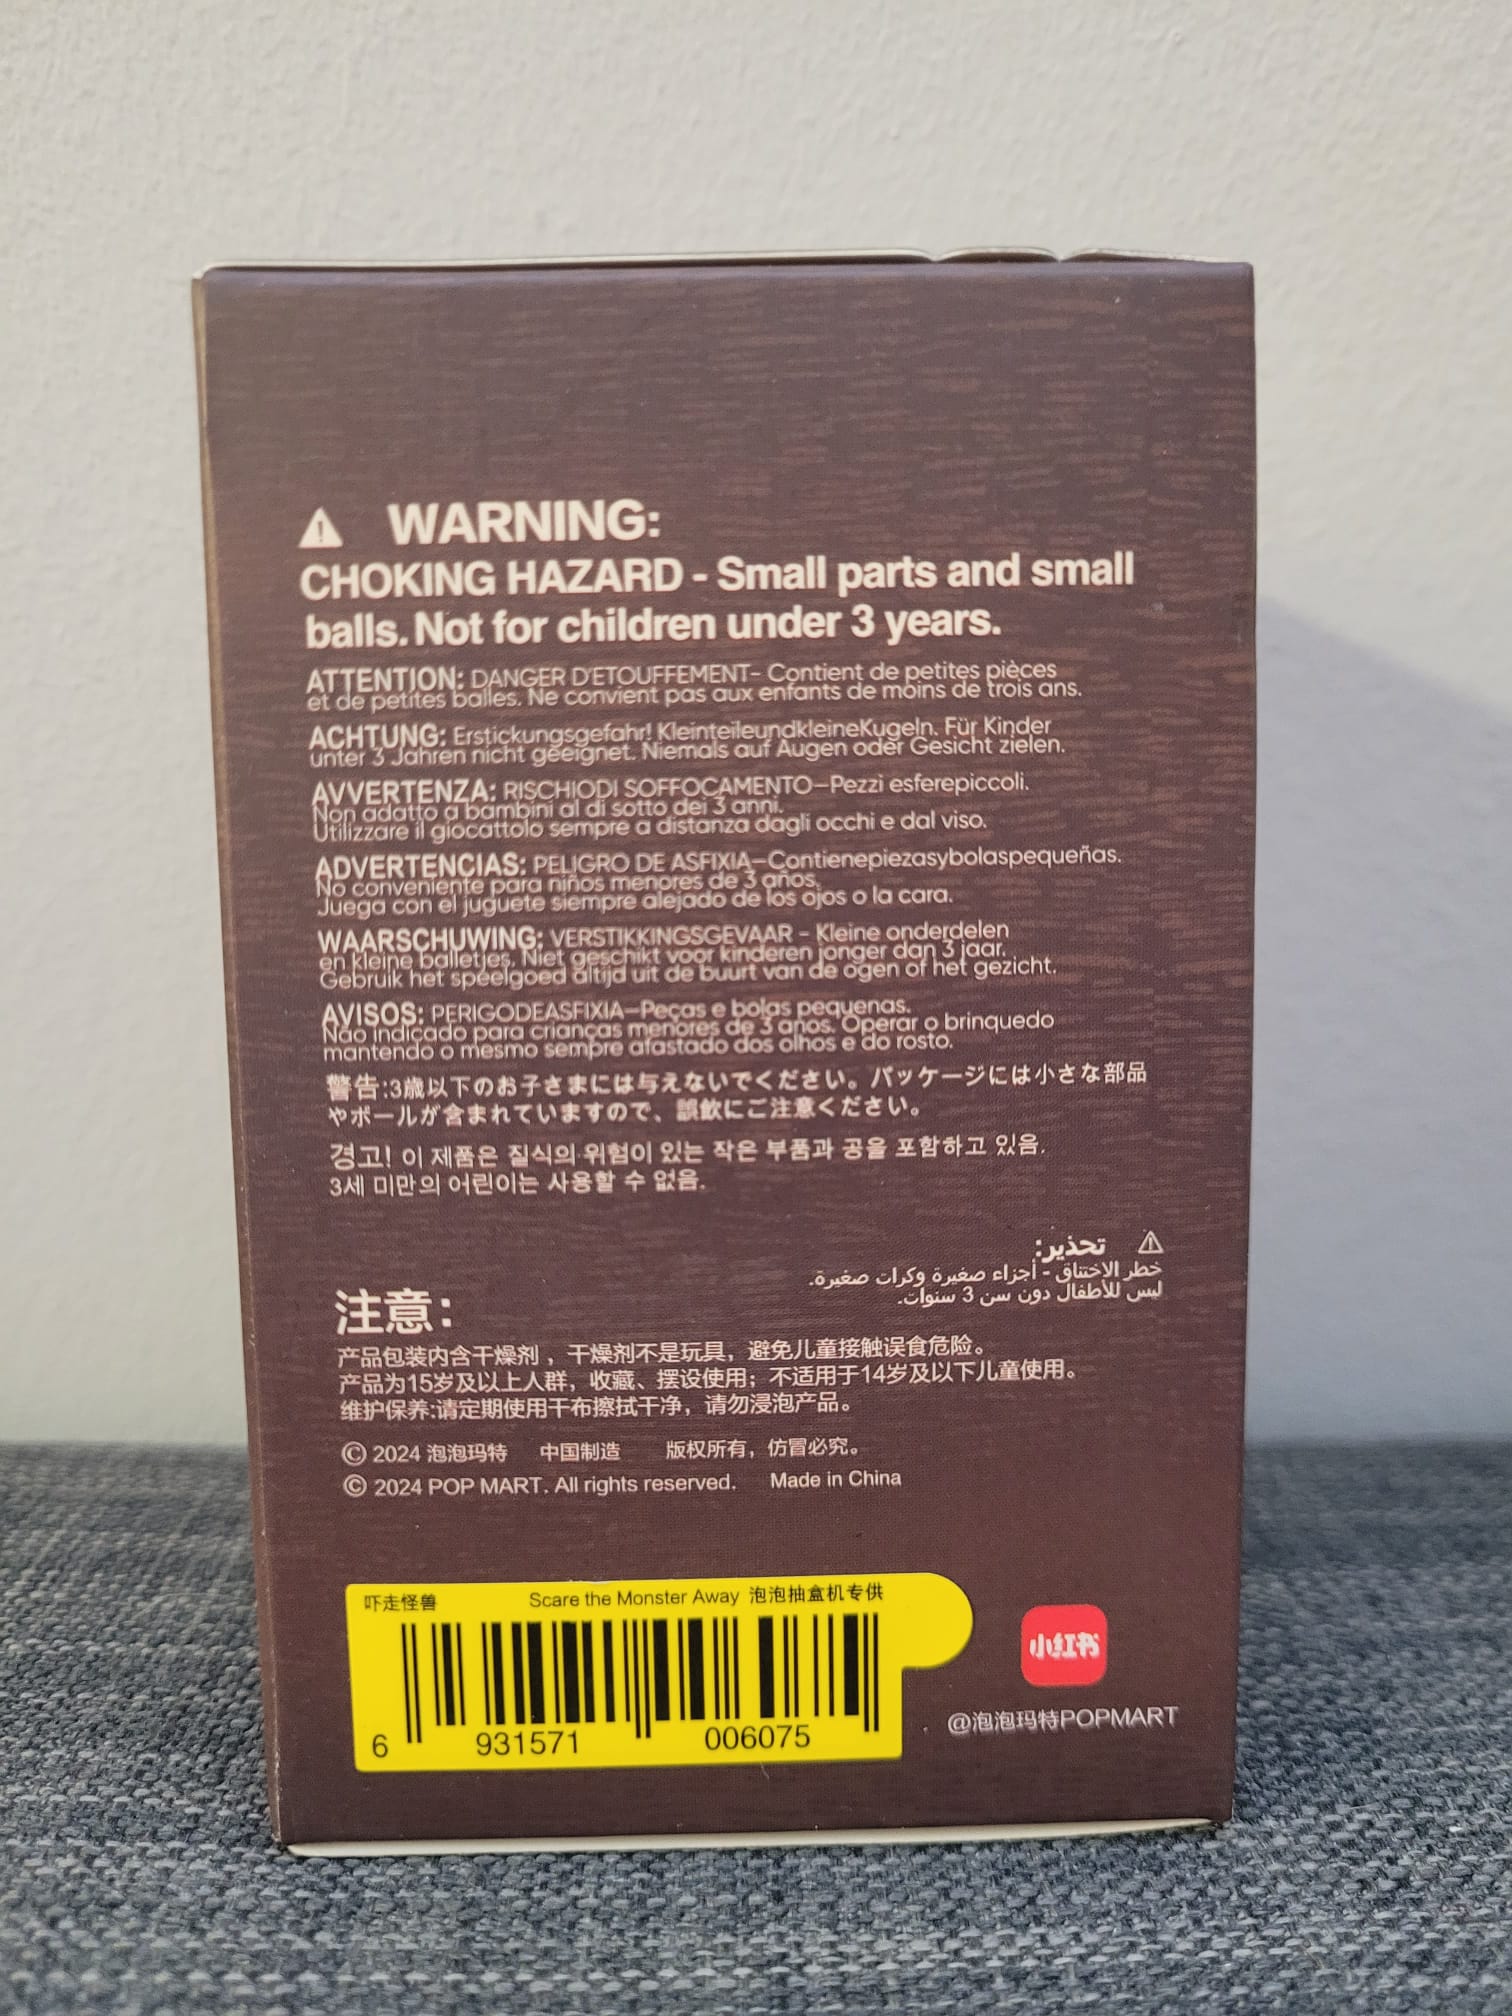 WARNING:
CHOKING HAZARD - Small parts and small
balls. Not for children under 3 years.
ATTENTION: DANGER D'ETOUFFEMENT- Contient de petites pièces
et de petites balles. Ne convient pas aux enfants de moins de trois ans.
ACHTUNG: Erstickungsgefahr! KleinteileundkleineKugeln. Für Kinder
unter 3 Jahren nicht geeignet. Niemals auf Augen oder Gesicht zielen.
AVVERTENZA: RISCHIODI SOFFOCAMENTO–Pezzi esferepiccoli.
Non adatto a bambini al di sotto dei 3 anni.
Utilizzare il giocattolo sempre a distanza dagli occhi e dal viso.
ADVERTENCIAS: PELIGRO DE ASFIXIA–Contienepiezasybolaspequeñas.
No conveniente para niños menores de 3 años.
Juega con el juguete siempre alejado de los ojos o la cara.
WAARSCHUWING: VERSTIKKINGSGEVAAR - Kleine onderdelen
en kleine balletjes. Niet geschikt voor kinderen jonger dan 3 jaar.
Gebruik het speelgoed altijd uit de buurt van de ogen of het gezicht.
AVISOS: PERIGODEASFIXIA–Peças e bolas pequenas.
Não indicado para crianças menores de 3 anos. Operar o brinquedo
mantendo o mesmo sempre afastado dos olhos e do rosto.
警告:3歳以下のお子さまには与えないでください。パッケージには小さな部品
やボールが含まれていますので、誤飲にご注意ください。
경고! 이 제품은 질식의 위험이 있는 작은 부품과 공을 포함하고 있음.
3세 미만의 어린이는 사용할 수 없음.
تحذير:
خطر الاختناق - أجزاء صغيرة وكرات صغيرة.
ليس للأطفال دون سن 3 سنوات.
注意:
产品包装内含干燥剂，干燥剂不是玩具，避免儿童接触误食危险。
产品为15岁及以上人群，收藏、摆设使用；不适用于14岁及以下儿童使用。
维护保养:请定期使用干布擦拭干净，请勿浸泡产品。
© 2024 泡泡玛特 中国制造 版权所有，仿冒必究。
© 2024 POP MART. All rights reserved. Made in China
吓走怪兽 Scare the Monster Away 泡泡抽盒机专供
6 931571 006075
小红书
@泡泡玛特POPMART